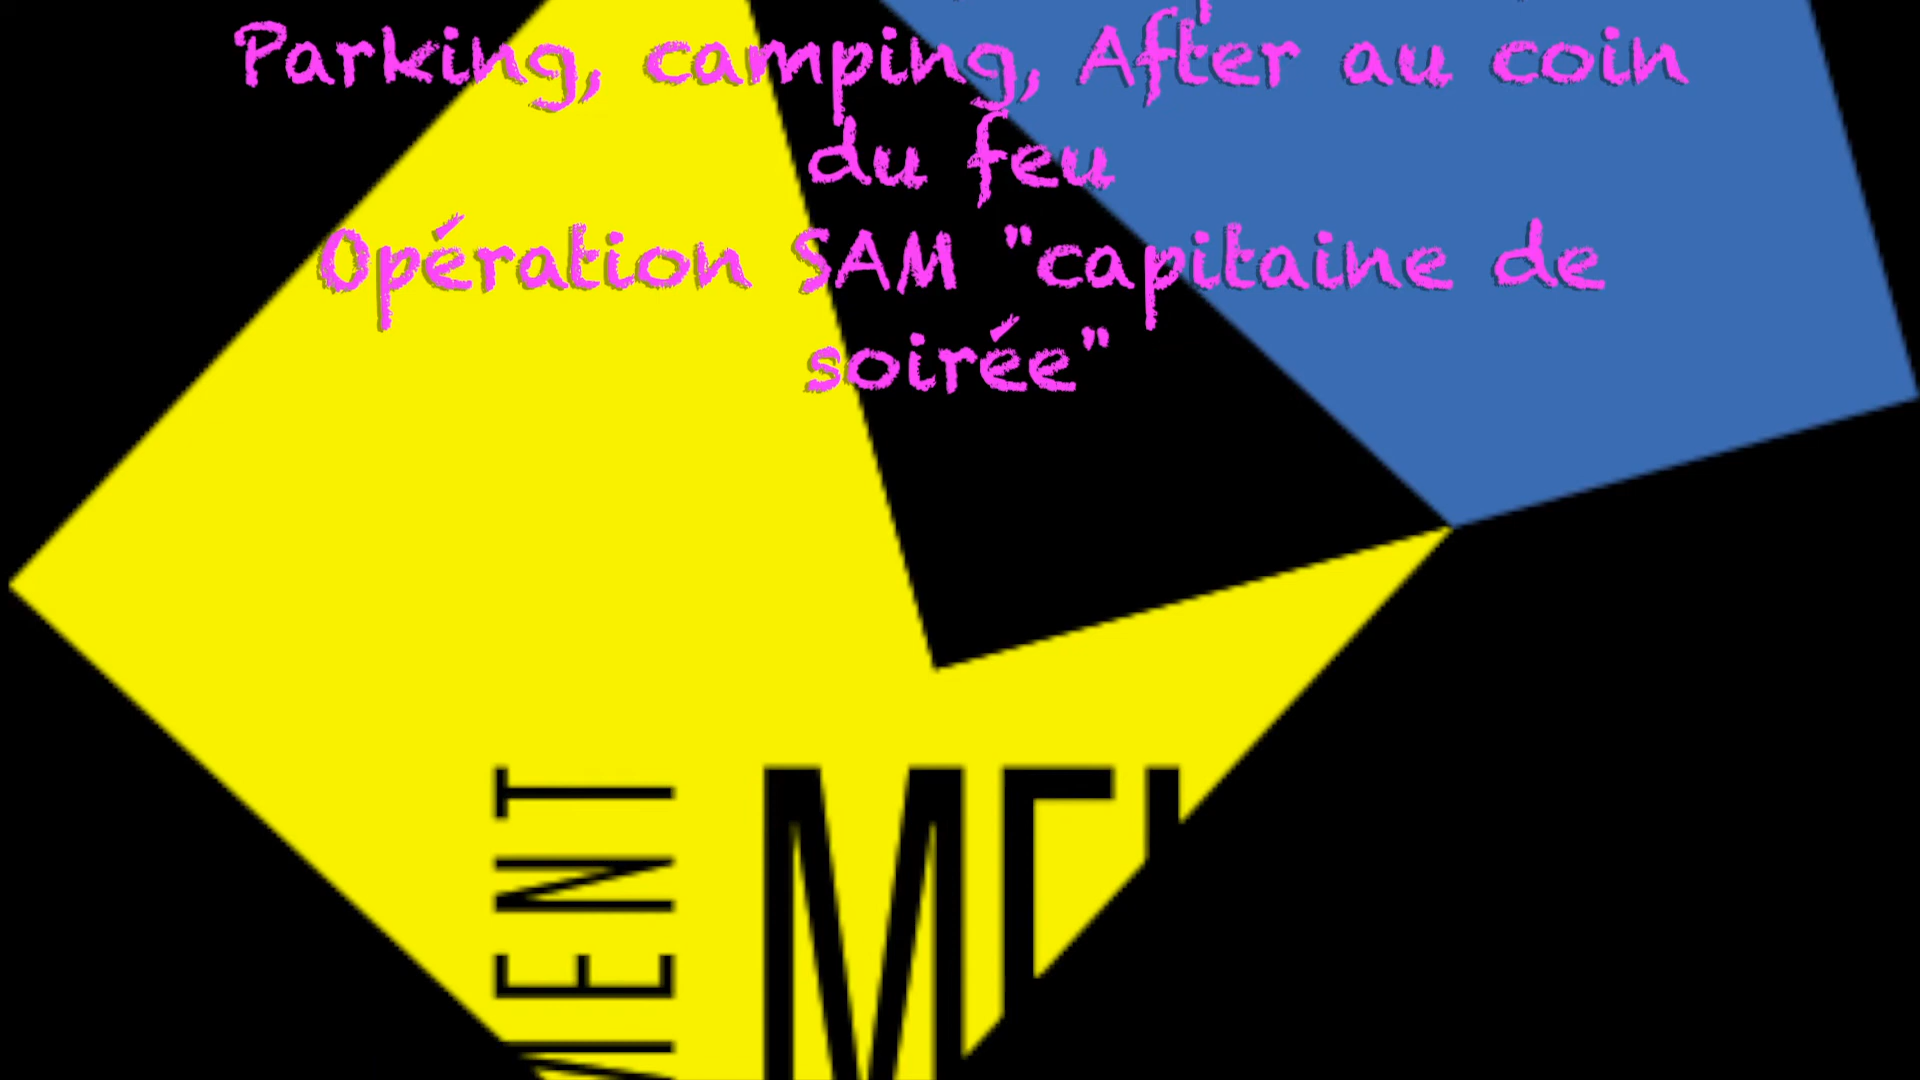 Parking, camping, After au coin
du feu
Opération SAM "capitaine de
soirée"
MENT